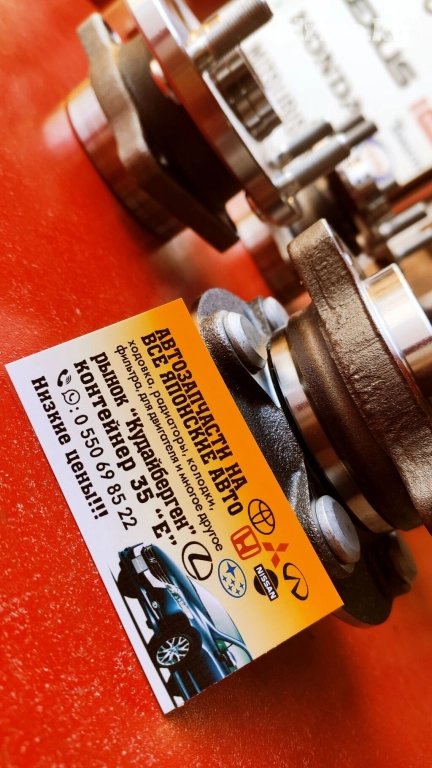 АВТОЗАПЧАСТИ НА
ВСЕ ЯПОНСКИЕ АВТО
ходовка, радиаторы, колодки,
фильтра, для двигателя и многое другое
рынок "Кудайберген"
контейнер 35 "Е"
: 0 550 69 85 22
Низкие цены!!!
NISSAN
HONDA